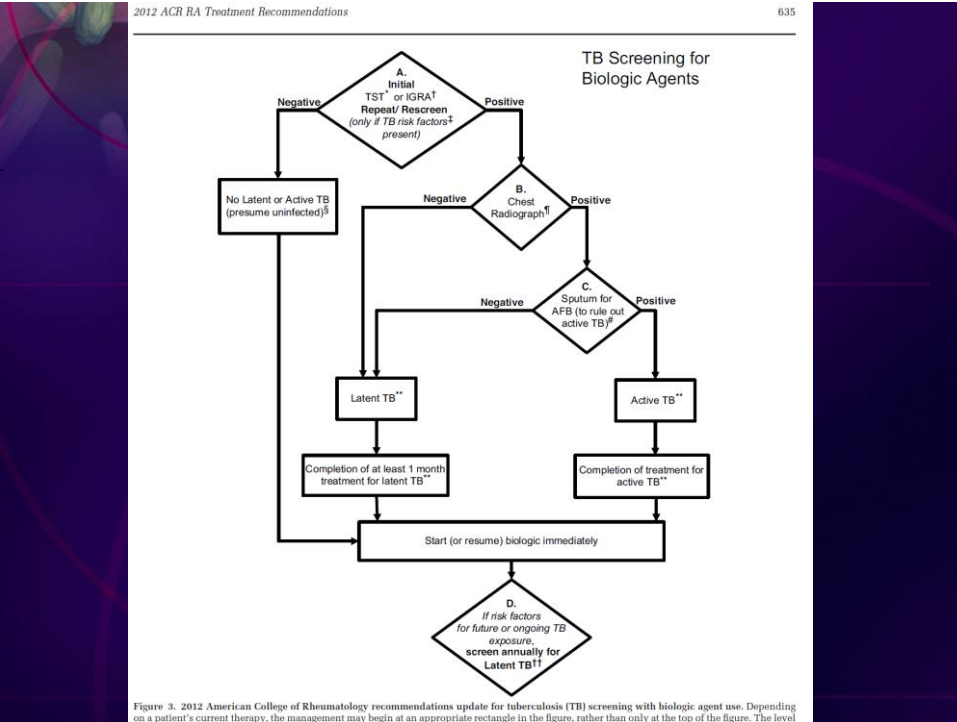 2012 ACR RA Treatment Recommendations
635
TB Screening for
Biologic Agents
A.
Initial
TST* or IGRA†
Repeat/ Rescreen
(only if TB risk factors‡
present)
Negative
Positive
No Latent or Active TB
(presume uninfected)§
B.
Chest
Radiograph¶
Negative
Positive
C.
Sputum for
AFB (to rule out
active TB)#
Negative
Positive
Latent TB**
Active TB**
Completion of at least 1 month
treatment for latent TB**
Completion of treatment for
active TB**
Start (or resume) biologic immediately
D.
If risk factors
for future or ongoing TB
exposure,
screen annually for
Latent TB††
Figure 3. 2012 American College of Rheumatology recommendations update for tuberculosis (TB) screening with biologic agent use. Depending
on a patient's current therapy, the management may begin at an appropriate rectangle in the figure, rather than only at the top of the figure. The level